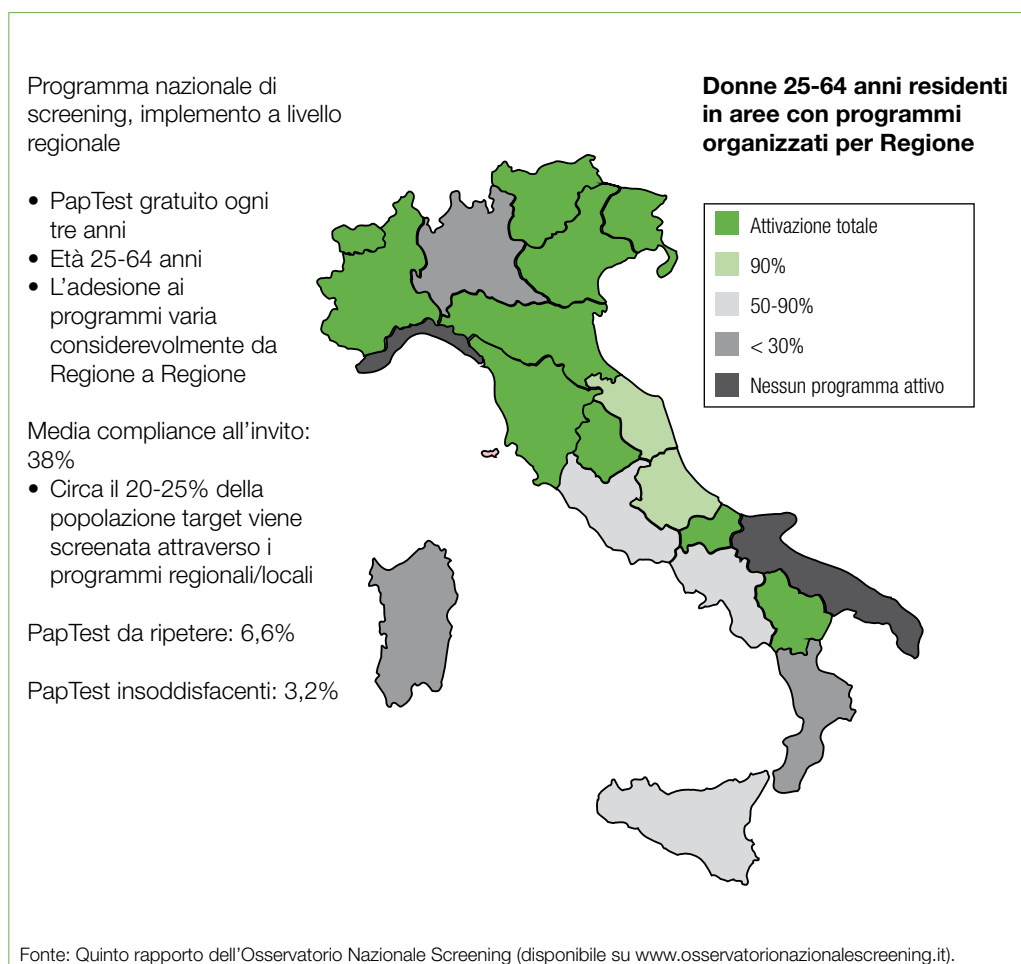 Programma nazionale di
screening, implemento a livello
regionale
• PapTest gratuito ogni
tre anni
• Età 25-64 anni
• L’adesione ai
programmi varia
considerevolmente da
Regione a Regione
Media compliance all’invito:
38%
• Circa il 20-25% della
popolazione target viene
screenata attraverso i
programmi regionali/locali
PapTest da ripetere: 6,6%
PapTest insoddisfacenti: 3,2%
Donne 25-64 anni residenti
in aree con programmi
organizzati per Regione
Attivazione totale
90%
50-90%
< 30%
Nessun programma attivo
Fonte: Quinto rapporto dell’Osservatorio Nazionale Screening (disponibile su www.osservatorionazionalescreening.it).